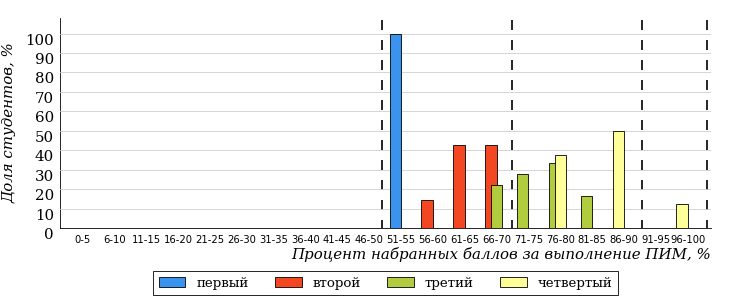 Доля студентов, %
100
90
80
70
60
50
40
30
20
10
0
0-5 6-10 11-15 16-20 21-25 26-30 31-35 36-40 41-45 46-50 51-55 56-60 61-65 66-70 71-75 76-80 81-85 86-90 91-95 96-100
Процент набранных баллов за выполнение ПИМ, %
первый второй третий четвертый